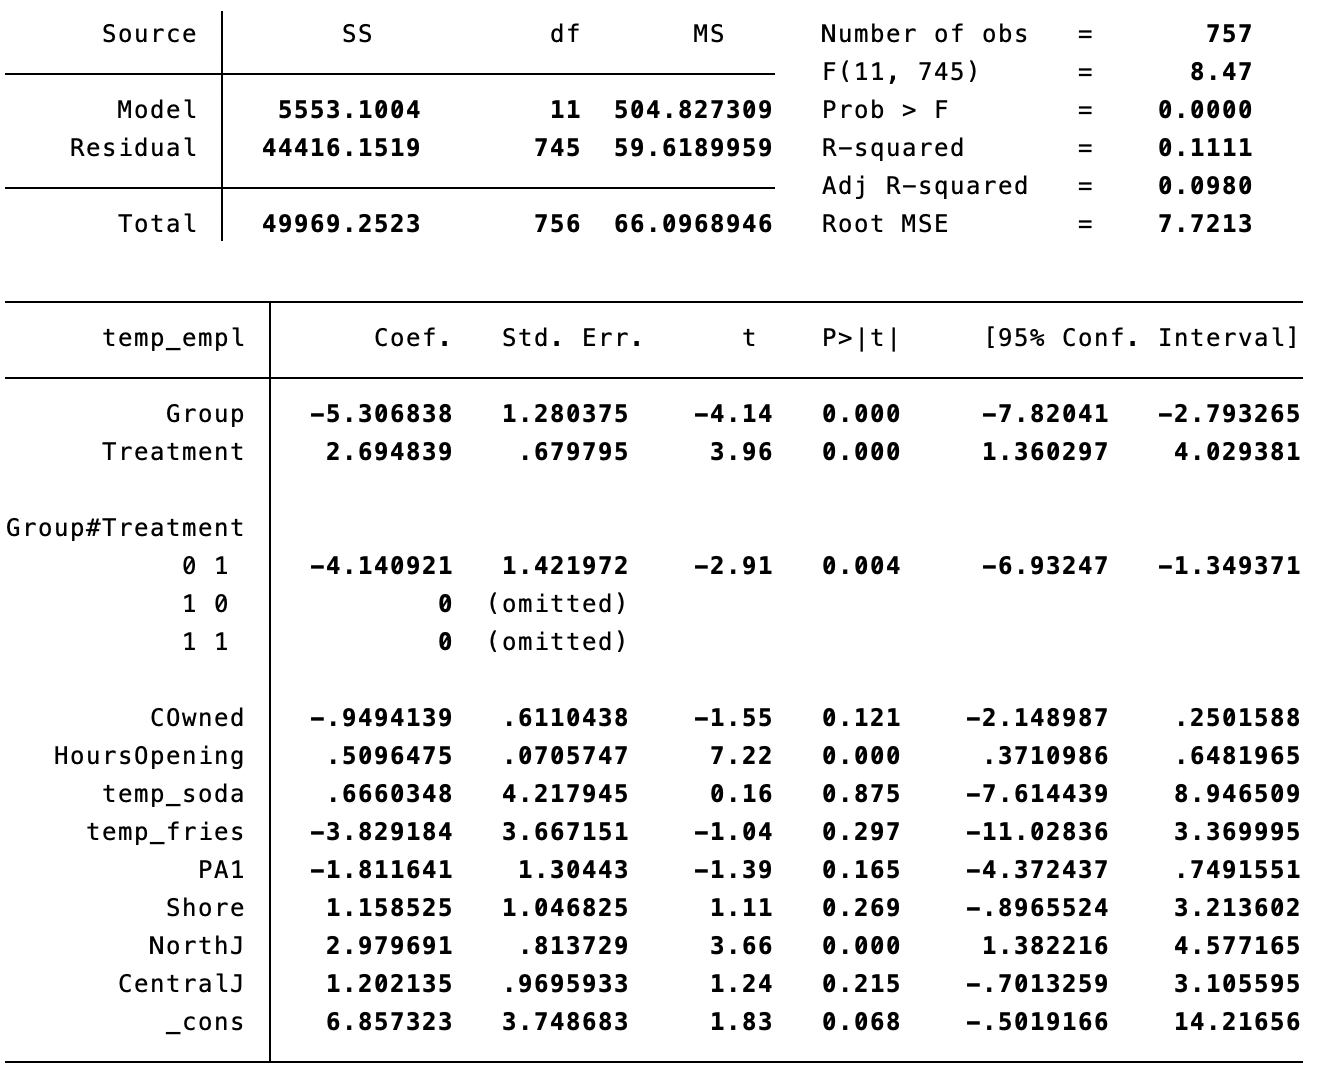 Source SS df MS Number of obs = 757
F(11, 745) = 8.47
Model 5553.1004 11 504.827309 Prob > F = 0.0000
Residual 44416.1519 745 59.6189959 R-squared = 0.1111
Adj R-squared = 0.0980
Total 49969.2523 756 66.0968946 Root MSE = 7.7213
temp_empl Coef. Std. Err. t P>|t| [95% Conf. Interval]
Group -5.306838 1.280375 -4.14 0.000 -7.82041 -2.793265
Treatment 2.694839 .679795 3.96 0.000 1.360297 4.029381
Group#Treatment
0 1 -4.140921 1.421972 -2.91 0.004 -6.93247 -1.349371
1 0 0 (omitted)
1 1 0 (omitted)
COwned -.9494139 .6110438 -1.55 0.121 -2.148987 .2501588
HoursOpening .5096475 .0705747 7.22 0.000 .3710986 .6481965
temp_soda .6660348 4.217945 0.16 0.875 -7.614439 8.946509
temp_fries -3.829184 3.667151 -1.04 0.297 -11.02836 3.369995
PA1 -1.811641 1.30443 -1.39 0.165 -4.372437 .7491551
Shore 1.158525 1.046825 1.11 0.269 -.8965524 3.213602
NorthJ 2.979691 .813729 3.66 0.000 1.382216 4.577165
CentralJ 1.202135 .9695933 1.24 0.215 -.7013259 3.105595
_cons 6.857323 3.748683 1.83 0.068 -.5019166 14.21656